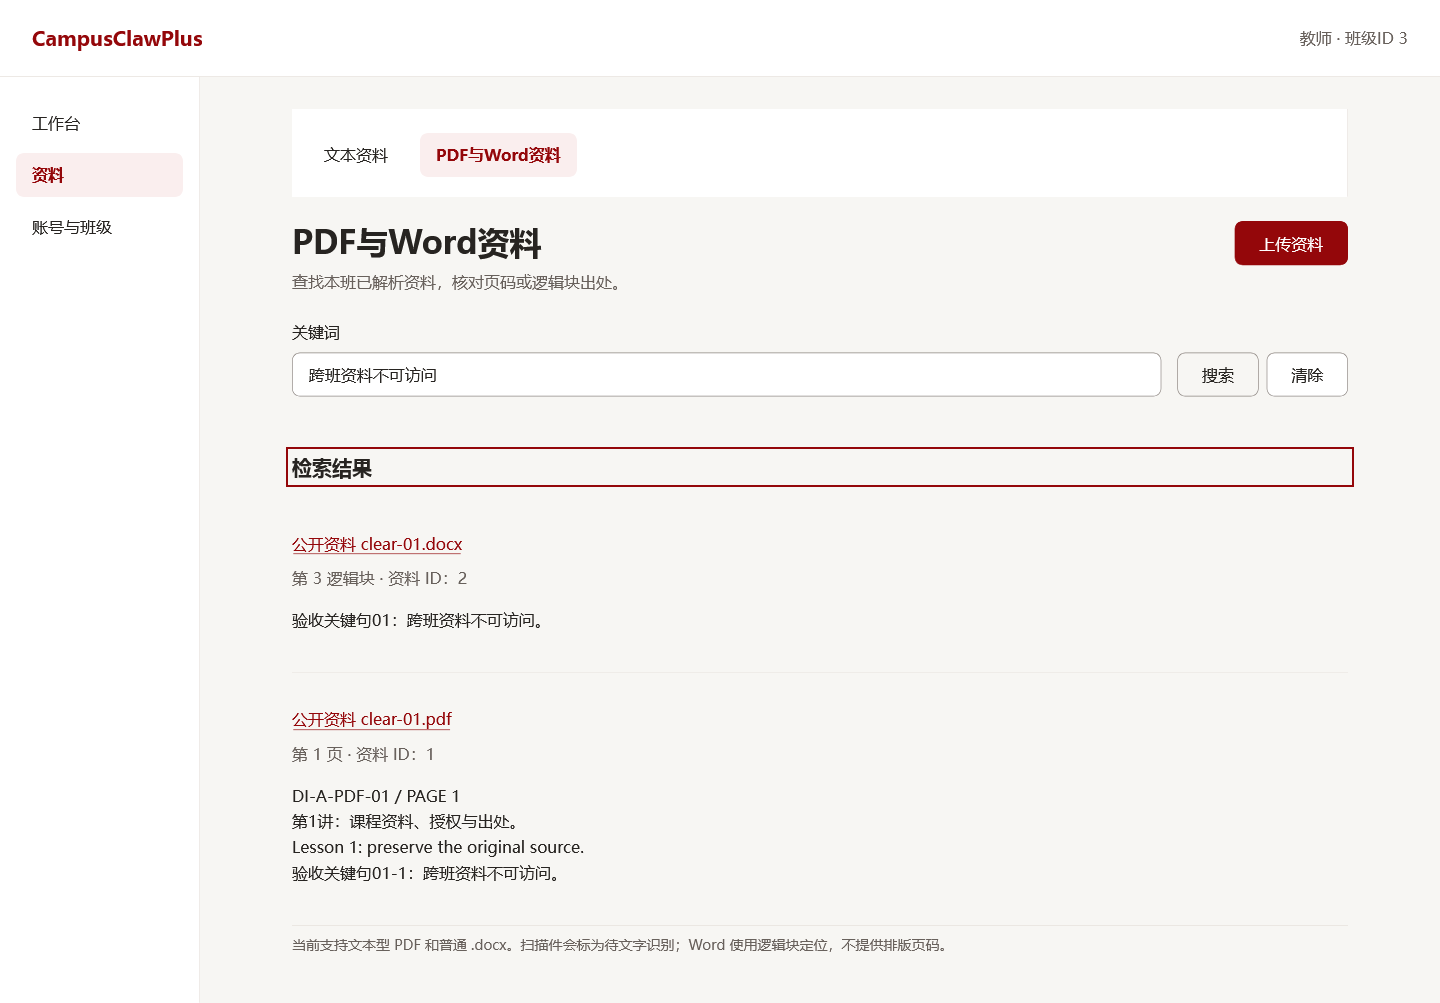 CampusClawPlus
教师 · 班级ID 3
工作台
资料
账号与班级
文本资料
PDF与Word资料
PDF与Word资料
上传资料
查找本班已解析资料，核对页码或逻辑块出处。
关键词
跨班资料不可访问
搜索
清除
检索结果
公开资料 clear-01.docx
第 3 逻辑块 · 资料 ID：2
验收关键句01：跨班资料不可访问。
公开资料 clear-01.pdf
第 1 页 · 资料 ID：1
DI-A-PDF-01 / PAGE 1
第1讲：课程资料、授权与出处。
Lesson 1: preserve the original source.
验收关键句01-1：跨班资料不可访问。
当前支持文本型 PDF 和普通 .docx。扫描件会标为待文字识别；Word 使用逻辑块定位，不提供排版页码。